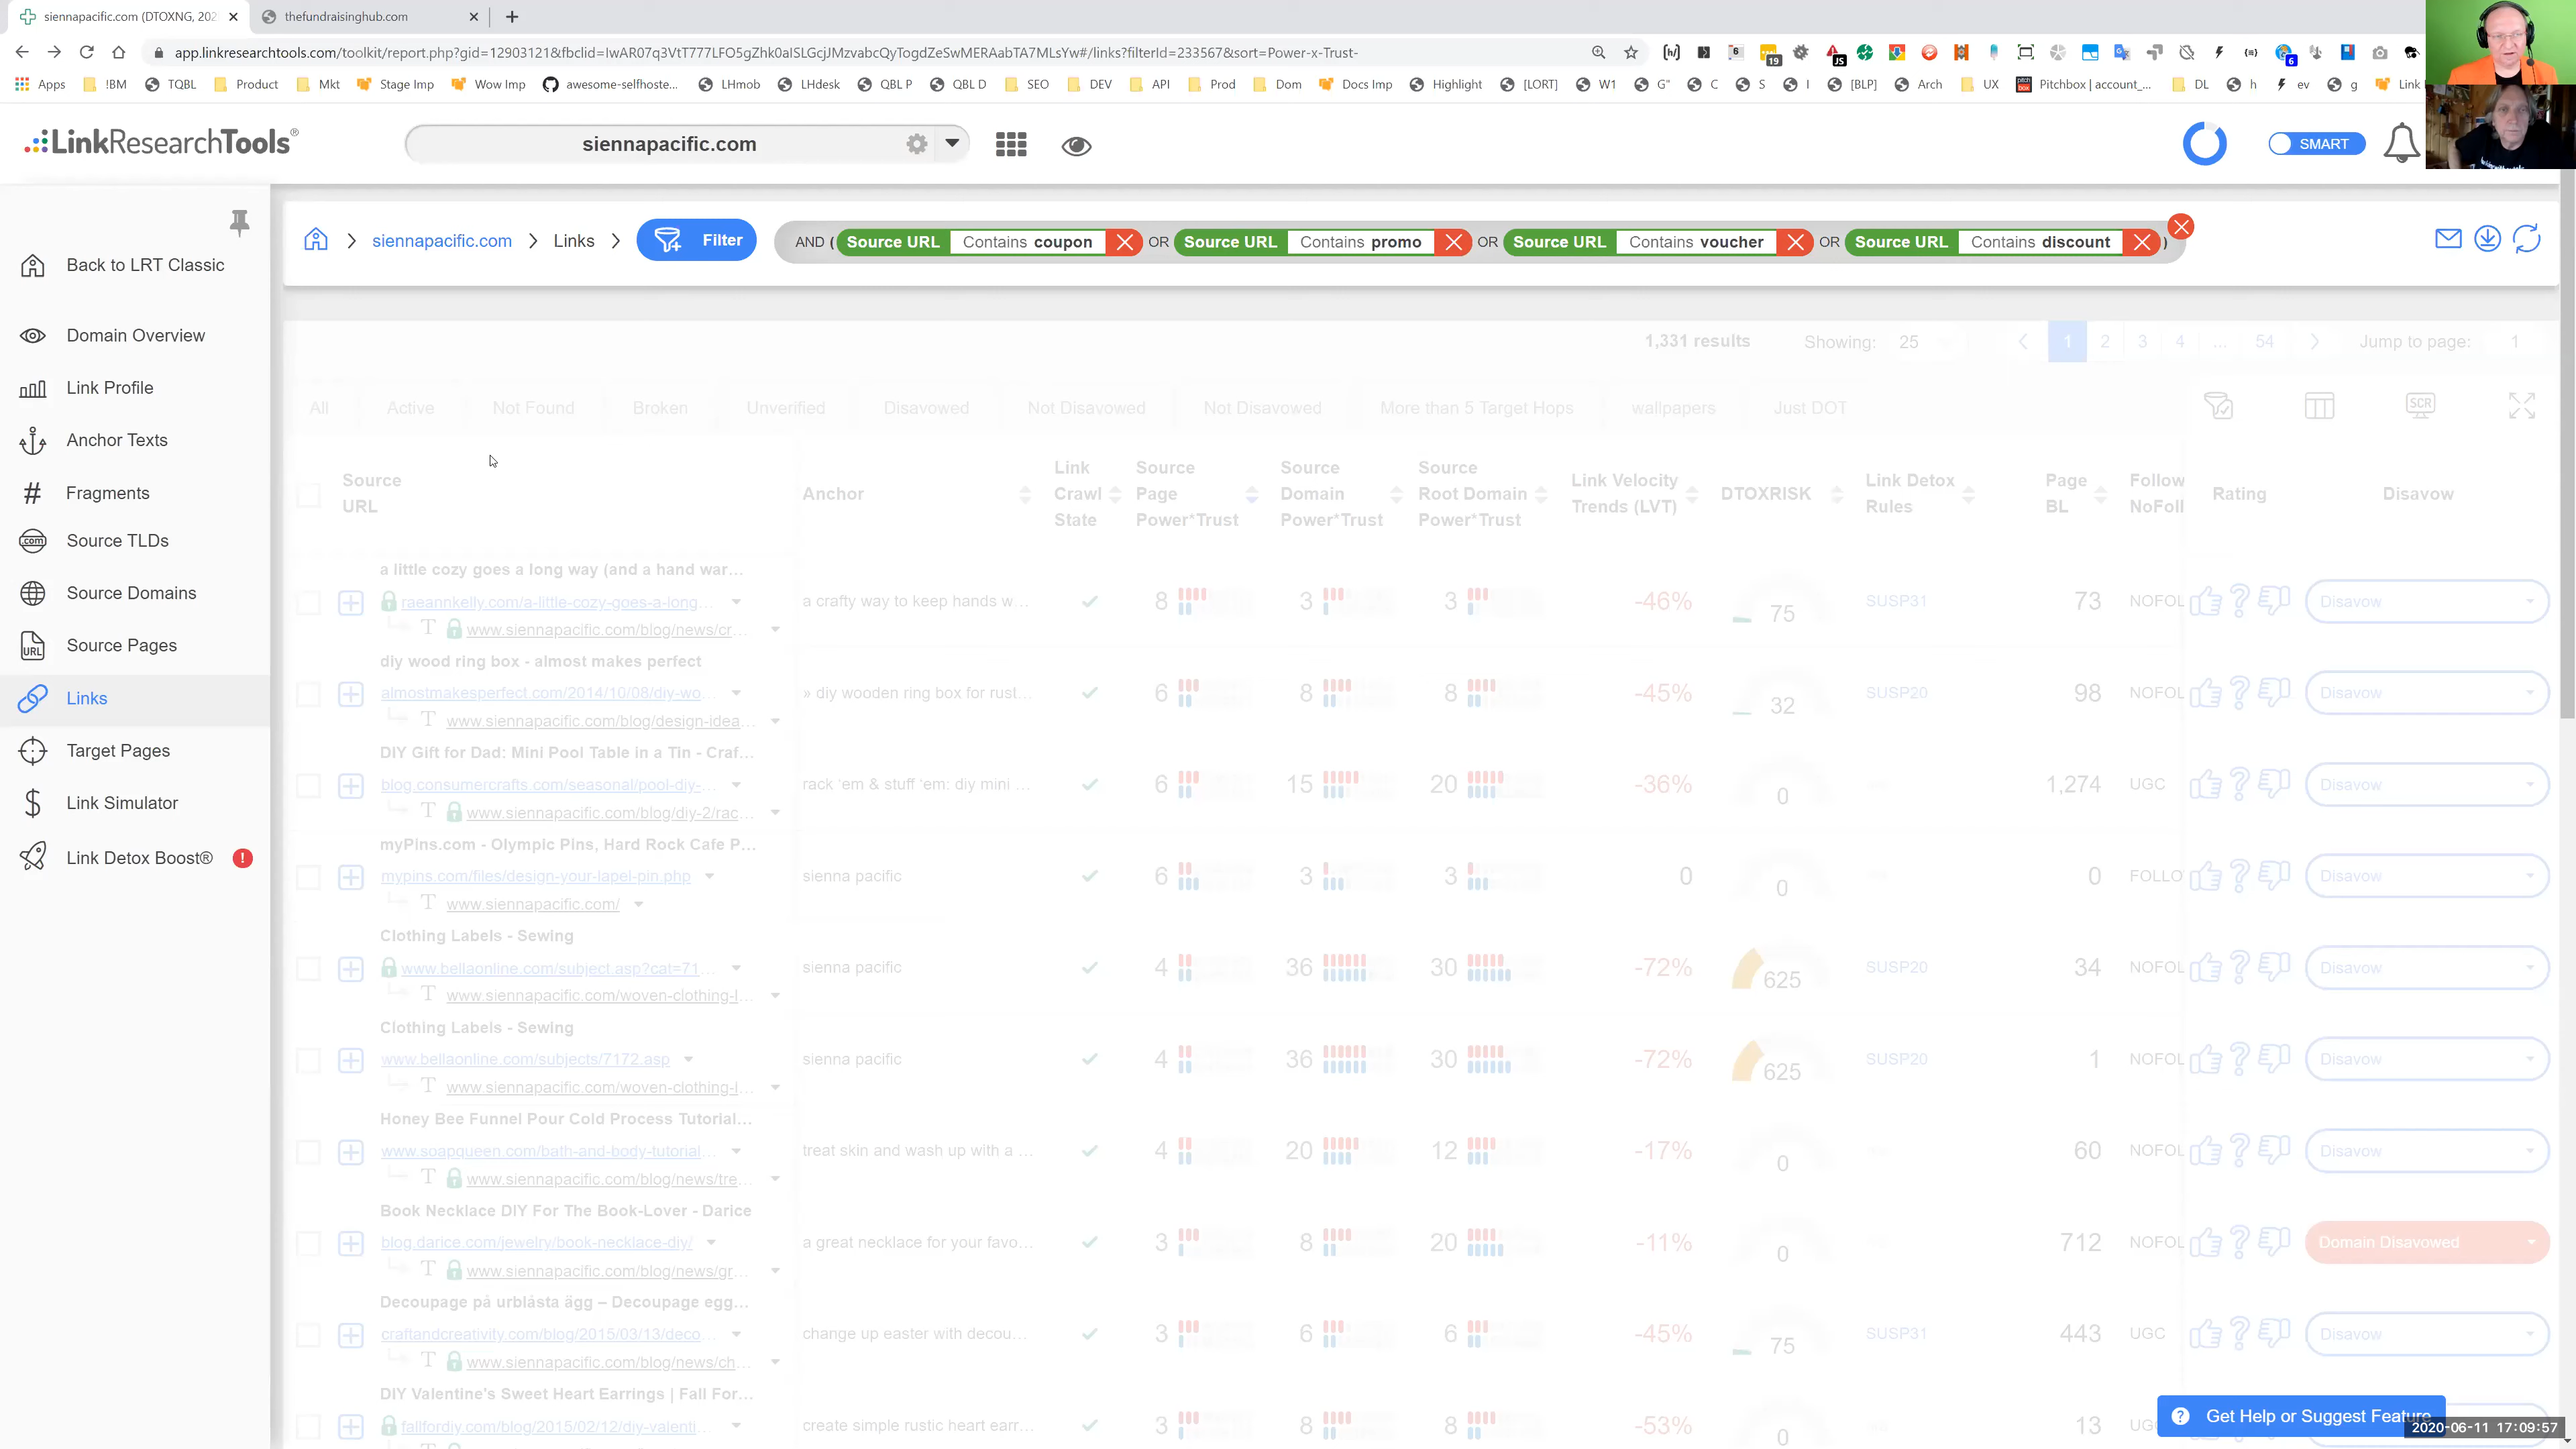 siennapacific.com (DTOXNG, 202
thefundraisinghub.com
app.linkresearchtools.com/toolkit/report.php?gid=12903121&fbclid=IwAR07q3VtT777LFO5gZhk0aISLGcjJMzvabcQyTogdZeSwMERAabTA7MLsYw#/links?filterId=233567&sort=Power-x-Trust-
19
JS
6
Apps !BM TQBL Product Mkt Stage Imp Wow Imp awesome-selfhoste... LHmob LHdesk QBL P QBL D SEO DEV API Prod Dom Docs Imp Highlight [LORT] W1 G" C S I [BLP] Arch UX Pitchbox | account_... DL h ev g Link
LinkResearchTools®
siennapacific.com
SMART
siennapacific.com Links Filter AND ( Source URL Contains coupon OR Source URL Contains promo OR Source URL Contains voucher OR Source URL Contains discount )
Back to LRT Classic
Domain Overview
Link Profile
Anchor Texts
Fragments
Source TLDs
Source Domains
Source Pages
Links
Target Pages
Link Simulator
Link Detox Boost® !
1,331 results Showing: 25 1 2 3 4 ... 54 Jump to page: 1
All Active Not Found Broken Unverified Disavowed Not Disavowed Not Disavowed More than 5 Target Hops wallpapers Just DOT
SCR
Source URL Anchor Link Crawl State Source Page Power*Trust Source Domain Power*Trust Source Root Domain Power*Trust Link Velocity Trends (LVT) DTOXRISK Link Detox Rules Page BL Follow NoFoll Rating Disavow
a little cozy goes a long way (and a hand war...
raeannkelly.com/a-little-cozy-goes-a-long... a crafty way to keep hands w... 8 3 3 -46% 75 SUSP31 73 NOFOL Disavow
T www.siennapacific.com/blog/news/cr...
diy wood ring box - almost makes perfect
almostmakesperfect.com/2014/10/08/diy-wo... » diy wooden ring box for rust... 6 8 8 -45% 32 SUSP20 98 NOFOL Disavow
T www.siennapacific.com/blog/design-idea...
DIY Gift for Dad: Mini Pool Table in a Tin - Craf...
blog.consumercrafts.com/seasonal/pool-diy-... rack 'em & stuff 'em: diy mini ... 6 15 20 -36% 0 1,274 UGC Disavow
T www.siennapacific.com/blog/diy-2/rac...
myPins.com - Olympic Pins, Hard Rock Cafe P...
mypins.com/files/design-your-lapel-pin.php sienna pacific 6 3 3 0 0 0 FOLLO Disavow
T www.siennapacific.com/
Clothing Labels - Sewing
www.bellaonline.com/subject.asp?cat=71... sienna pacific 4 36 30 -72% 625 SUSP20 34 NOFOL Disavow
T www.siennapacific.com/woven-clothing-l...
Clothing Labels - Sewing
www.bellaonline.com/subjects/7172.asp sienna pacific 4 36 30 -72% 625 SUSP20 1 NOFOL Disavow
T www.siennapacific.com/woven-clothing-l...
Honey Bee Funnel Pour Cold Process Tutorial...
www.soapqueen.com/bath-and-body-tutorial... treat skin and wash up with a ... 4 20 12 -17% 0 60 NOFOL Disavow
T www.siennapacific.com/blog/news/tre...
Book Necklace DIY For The Book-Lover - Darice
blog.darice.com/jewelry/book-necklace-diy/ a great necklace for your favo... 3 8 20 -11% 0 712 NOFOL Domain Disavowed
T www.siennapacific.com/blog/news/gr...
Decoupage på urblåsta ägg – Decoupage egg...
craftandcreativity.com/blog/2015/03/13/deco... change up easter with decou... 3 6 6 -45% 75 SUSP31 443 UGC Disavow
T www.siennapacific.com/blog/news/ch...
DIY Valentine's Sweet Heart Earrings | Fall For...
fallfordiy.com/blog/2015/02/12/diy-valenti... create simple rustic heart earr... 3 8 8 -53% 0 13
Get Help or Suggest Feature
2020-06-11 17:09:57